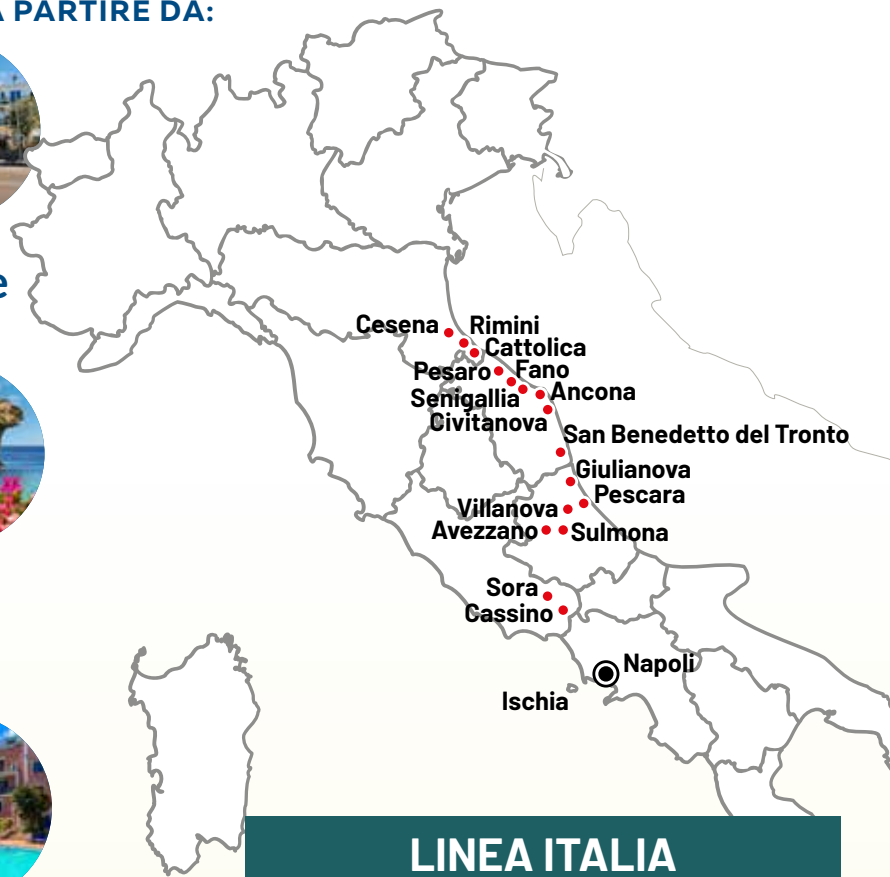 A PARTIRE DA:
e
Cesena
Rimini
Cattolica
Pesaro
Fano
Senigallia
Ancona
Civitanova
San Benedetto del Tronto
Giulianova
Pescara
Villanova
Avezzano
Sulmona
Sora
Cassino
Napoli
Ischia
LINEA ITALIA